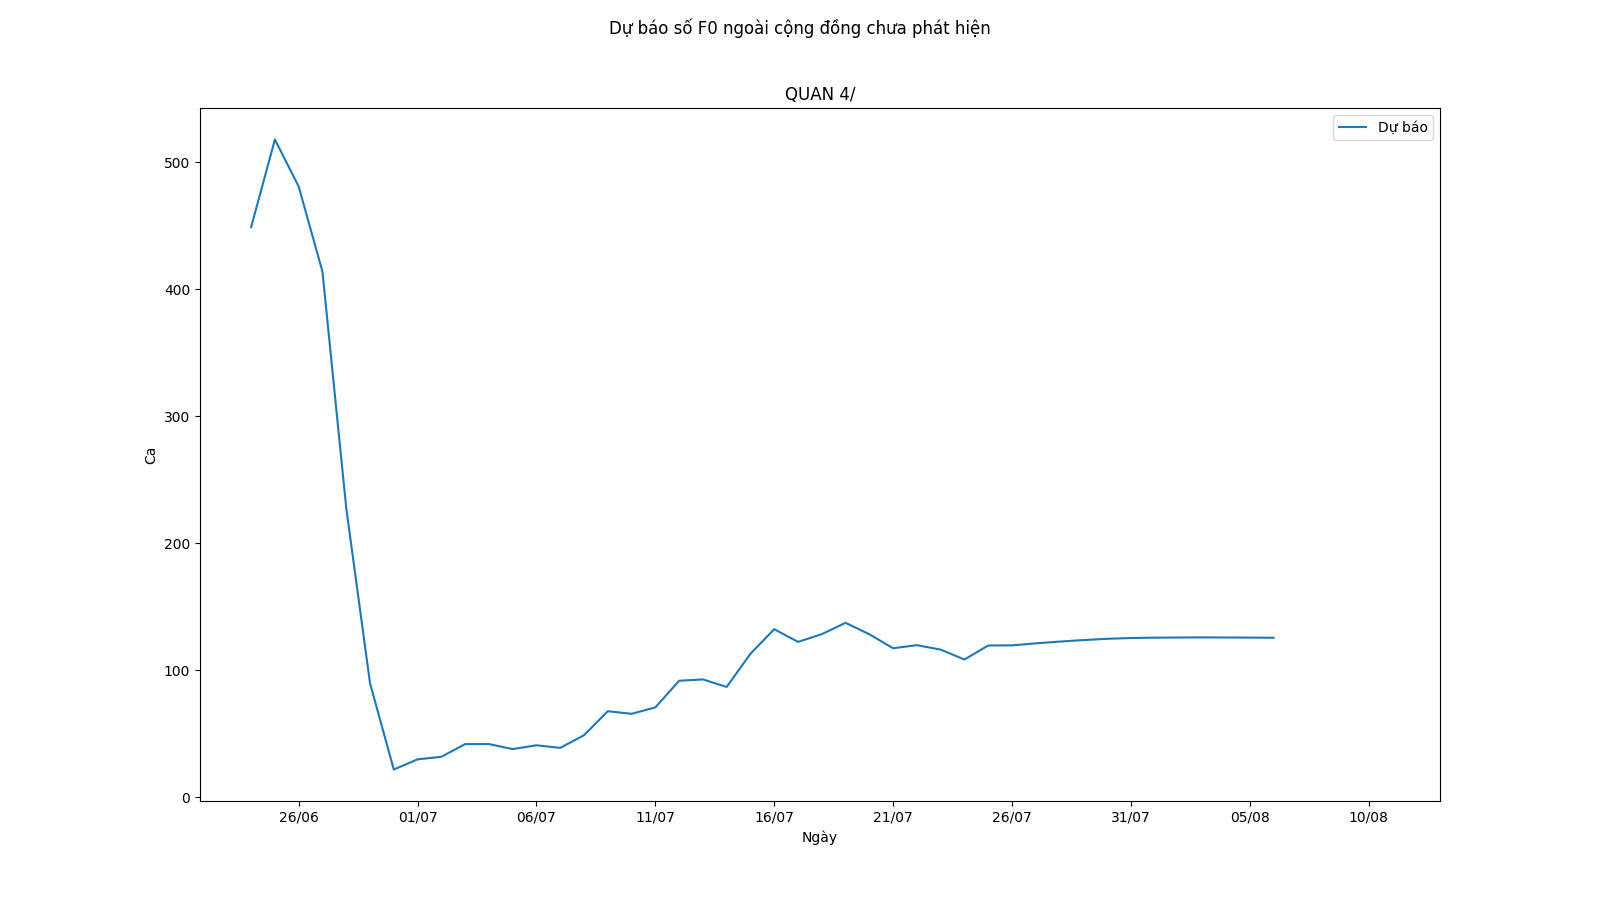 Dự báo số F0 ngoài cộng đồng chưa phát hiện
QUAN 4/
Dự báo
500
400
300
200
100
0
Ca
26/06 01/07 06/07 11/07 16/07 21/07 26/07 31/07 05/08 10/08
Ngày